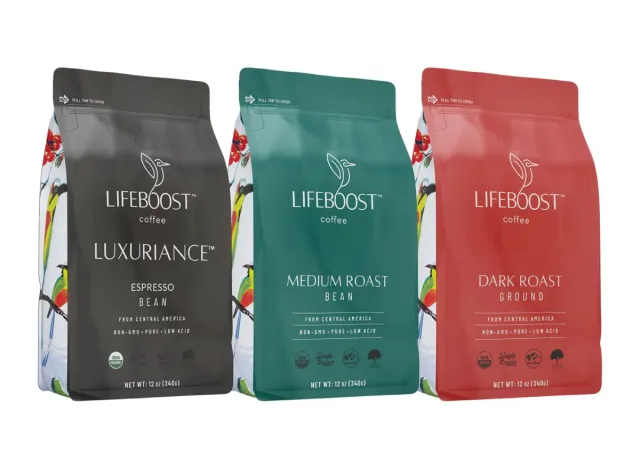 PULL TAB TO OPEN
LIFEBOOST™
coffee
LUXURIANCE™
ESPRESSO
BEAN
FROM CENTRAL AMERICA
NON-GMO • PURE • LOW ACID
USDA
ORGANIC
NET WT: 12 oz (340g)
PULL TAB TO OPEN
LIFEBOOST™
coffee
MEDIUM ROAST
BEAN
FROM CENTRAL AMERICA
NON-GMO • PURE • LOW ACID
NET WT: 12 oz (340g)
PULL TAB TO OPEN
LIFEBOOST™
coffee
DARK ROAST
GROUND
FROM CENTRAL AMERICA
NON-GMO • PURE • LOW ACID
NET WT: 12 oz (340g)